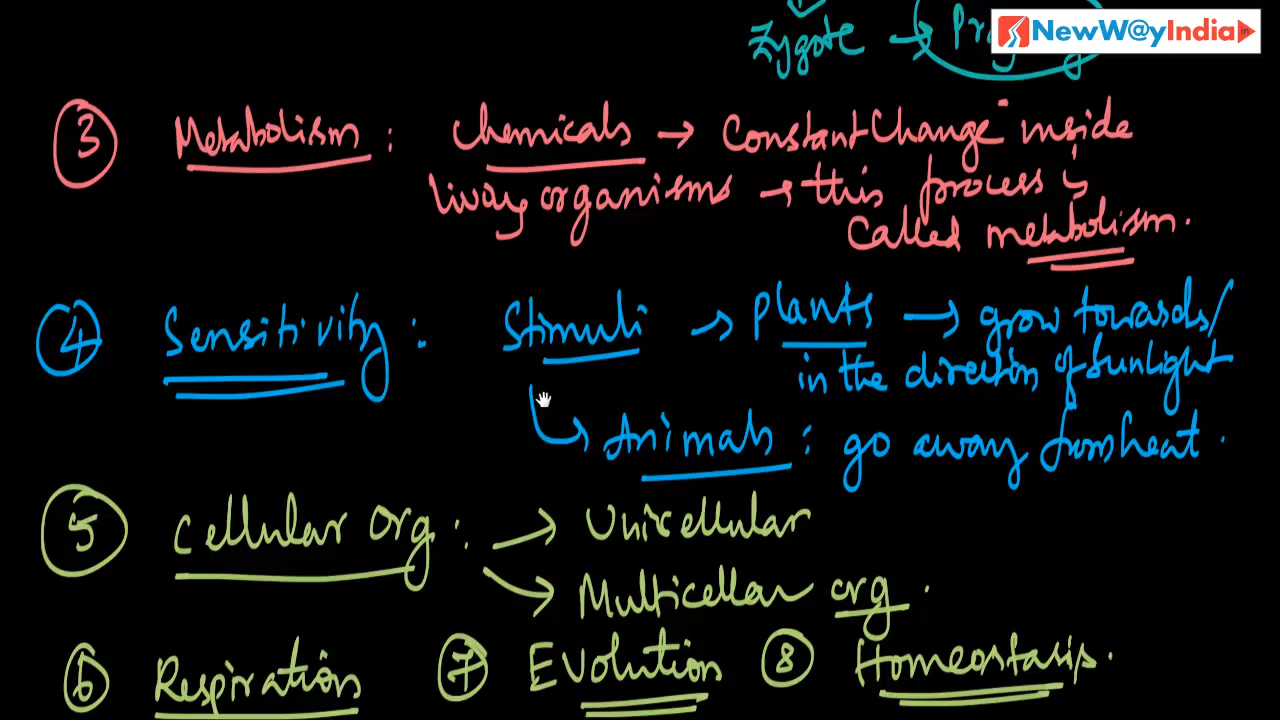 Zygote →
NewW@yIndia
③ Metabolism : Chemicals → Constant Change inside
living organisms → this process is
called metabolism.
④ Sensitivity : Stimuli → plants → grow towards/
in the direction of sunlight
↳ Animals : go away from heat.
⑤ Cellular org. : → Unicellular
→ Multicellar org.
⑥ Respiration ⑦ Evolution ⑧ Homeostasis.